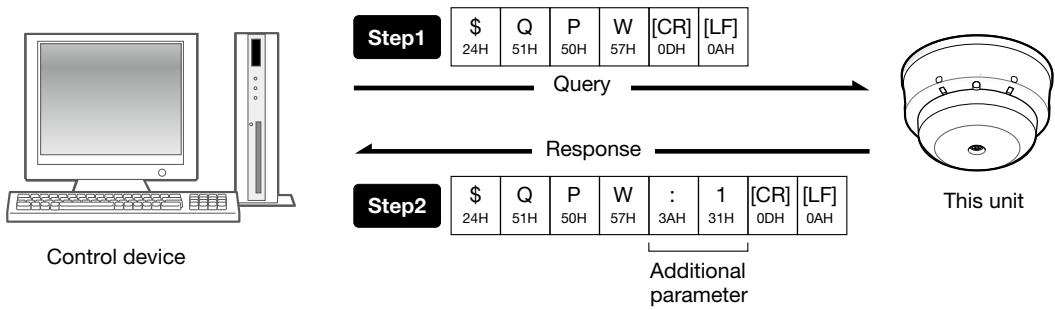 Step1
$ Q P W [CR] [LF]
24H 51H 50H 57H 0DH 0AH
Query
Response
Step2
$ Q P W : 1 [CR] [LF]
24H 51H 50H 57H 3AH 31H 0DH 0AH
This unit
Control device
Additional
parameter